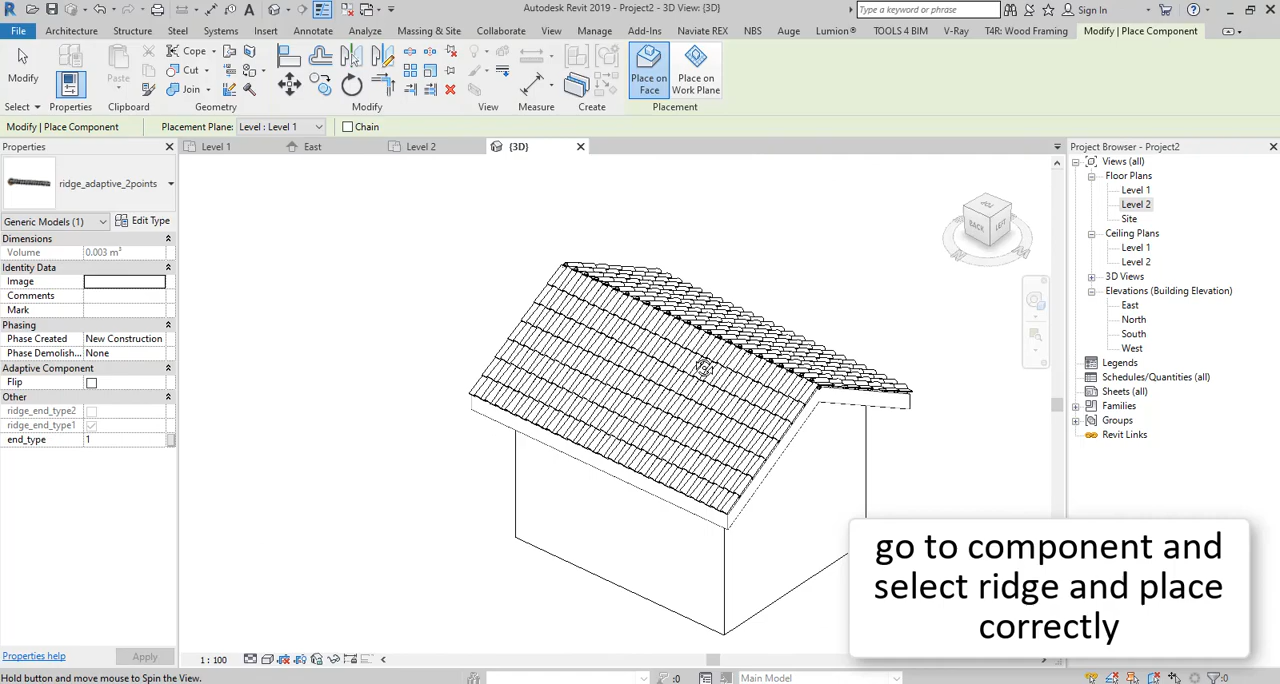 Autodesk Revit 2019 - Project2 - 3D View: {3D}
Type a keyword or phrase
Sign In
File Architecture Structure Steel Systems Insert Annotate Analyze Massing & Site Collaborate View Manage Add-Ins Naviate REX NBS Auge Lumion® TOOLS 4 BIM V-Ray T4R: Wood Framing Modify | Place Component
Modify
Paste
Cope
Cut
Join
Place on Face
Place on Work Plane
Select Properties Clipboard Geometry Modify View Measure Create Placement
Modify | Place Component Placement Plane: Level : Level 1 Chain
Properties
Level 1 East Level 2 {3D}
Project Browser - Project2
ridge_adaptive_2points
Generic Models (1) Edit Type
Dimensions
Volume 0.003 m³
Identity Data
Image
Comments
Mark
Phasing
Phase Created New Construction
Phase Demolish... None
Adaptive Component
Flip
Other
ridge_end_type2
ridge_end_type1
end_type 1
Properties help Apply
BACK
LEFT
TOP
Views (all)
Floor Plans
Level 1
Level 2
Site
Ceiling Plans
Level 1
Level 2
3D Views
Elevations (Building Elevation)
East
North
South
West
Legends
Schedules/Quantities (all)
Sheets (all)
Families
Groups
Revit Links
go to component and
select ridge and place
correctly
1 : 100
Hold button and move mouse to Spin the View.
:0
Main Model
:0